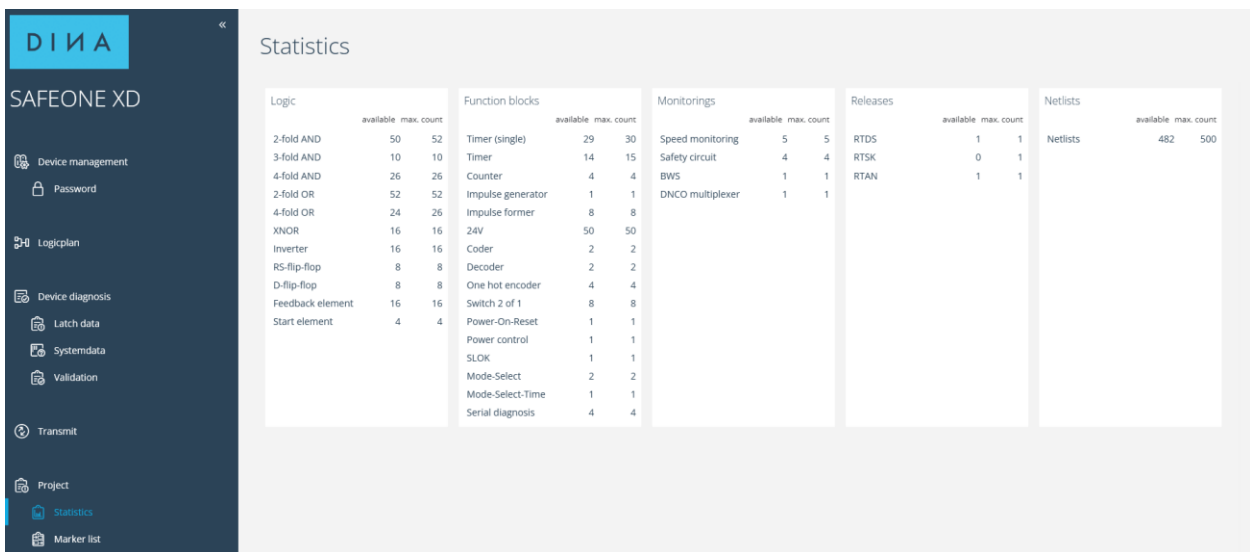 DINA
«
SAFEONE XD
Device management
Password
Logicplan
Device diagnosis
Latch data
Systemdata
Validation
Transmit
Project
Statistics
Marker list
Statistics
Logic
available max. count
2-fold AND 50 52
3-fold AND 10 10
4-fold AND 26 26
2-fold OR 52 52
4-fold OR 24 26
XNOR 16 16
Inverter 16 16
RS-flip-flop 8 8
D-flip-flop 8 8
Feedback element 16 16
Start element 4 4
Function blocks
available max. count
Timer (single) 29 30
Timer 14 15
Counter 4 4
Impulse generator 1 1
Impulse former 8 8
24V 50 50
Coder 2 2
Decoder 2 2
One hot encoder 4 4
Switch 2 of 1 8 8
Power-On-Reset 1 1
Power control 1 1
SLOK 1 1
Mode-Select 2 2
Mode-Select-Time 1 1
Serial diagnosis 4 4
Monitorings
available max. count
Speed monitoring 5 5
Safety circuit 4 4
BWS 1 1
DNCO multiplexer 1 1
Releases
available max. count
RTDS 1 1
RTSK 0 1
RTAN 1 1
Netlists
available max. count
Netlists 482 500